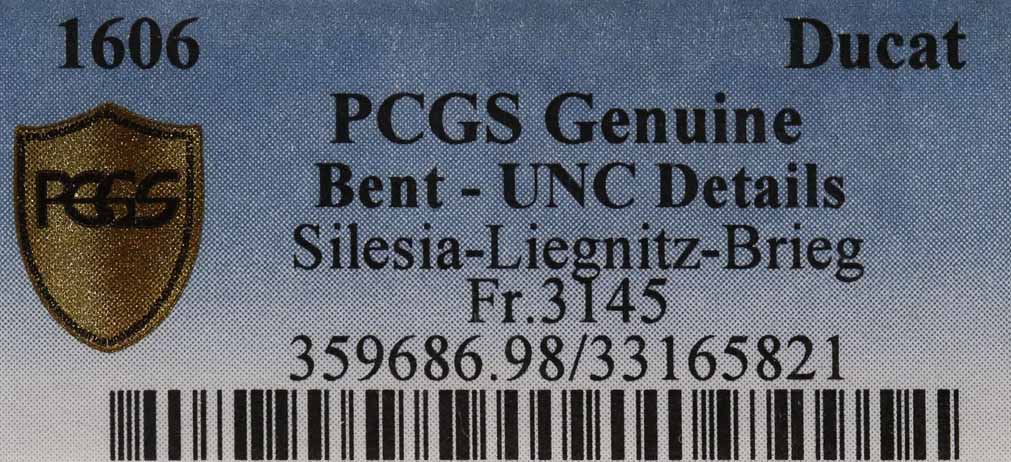 1606 Ducat
PCGS Genuine
PCGS
Bent - UNC Details
Silesia-Liegnitz-Brieg
Fr.3145
359686.98/33165821